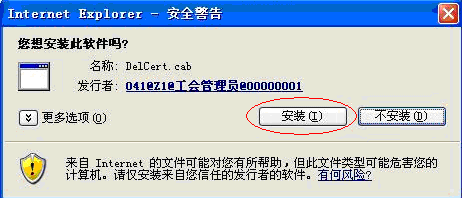 Internet Explorer - 安全警告
您想安装此软件吗?
名称: DelCert.cab
发行者: 041@Z1@工会管理员@00000001
更多选项(O)
安装(I)
不安装(D)
来自 Internet 的文件可能对您有所帮助,但此文件类型可能危害您的
计算机。请仅安装来自您信任的发行者的软件。有何风险?